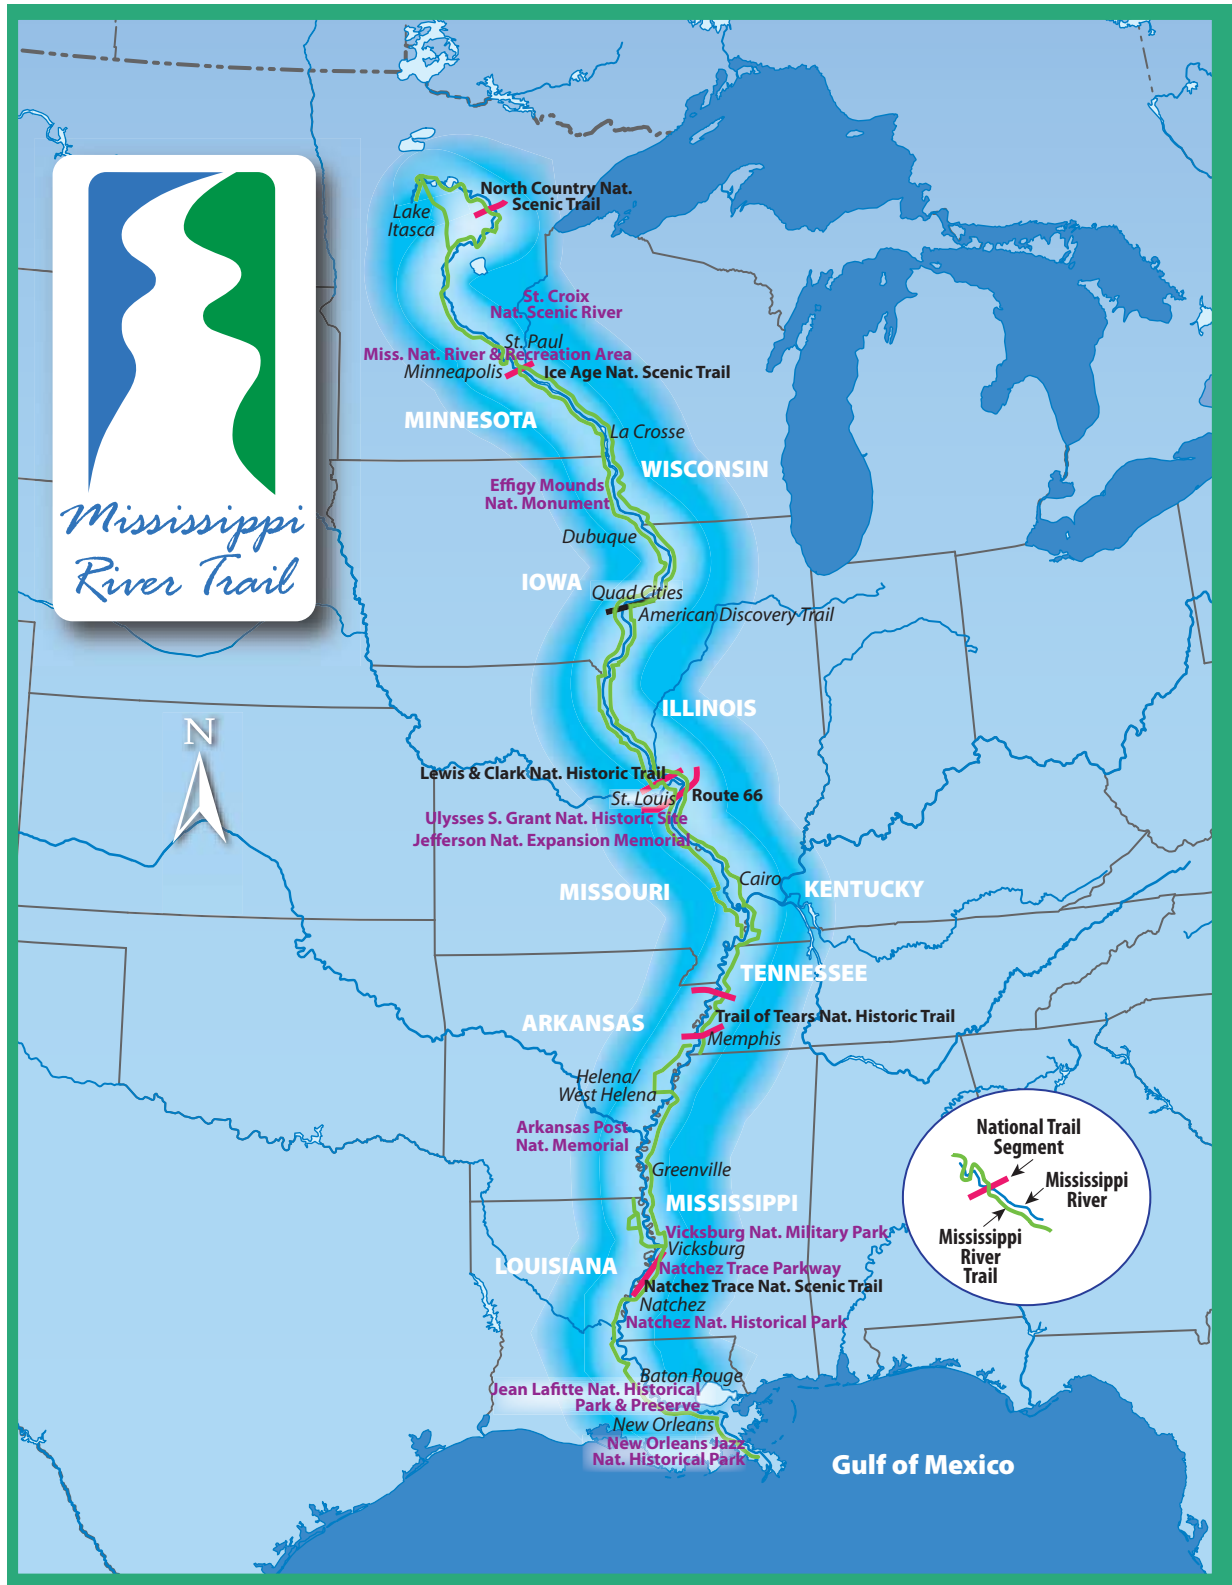 North Country Nat.
Scenic Trail
Lake
Itasca
St. Croix
Nat. Scenic River
St. Paul
Miss. Nat. River & Recreation Area
Minneapolis
Ice Age Nat. Scenic Trail
MINNESOTA
La Crosse
WISCONSIN
Effigy Mounds
Nat. Monument
Mississippi
River Trail
Dubuque
IOWA
Quad Cities
American Discovery Trail
ILLINOIS
N
Lewis & Clark Nat. Historic Trail
St. Louis
Route 66
Ulysses S. Grant Nat. Historic Site
Jefferson Nat. Expansion Memorial
Cairo
MISSOURI
KENTUCKY
TENNESSEE
ARKANSAS
Trail of Tears Nat. Historic Trail
Memphis
Helena/
West Helena
Arkansas Post
Nat. Memorial
Greenville
MISSISSIPPI
National Trail
Segment
Mississippi
River
Mississippi
River
Trail
Vicksburg Nat. Military Park
Vicksburg
LOUISIANA
Natchez Trace Parkway
Natchez Trace Nat. Scenic Trail
Natchez
Natchez Nat. Historical Park
Baton Rouge
Jean Lafitte Nat. Historical
Park & Preserve
New Orleans
New Orleans Jazz
Nat. Historical Park
Gulf of Mexico